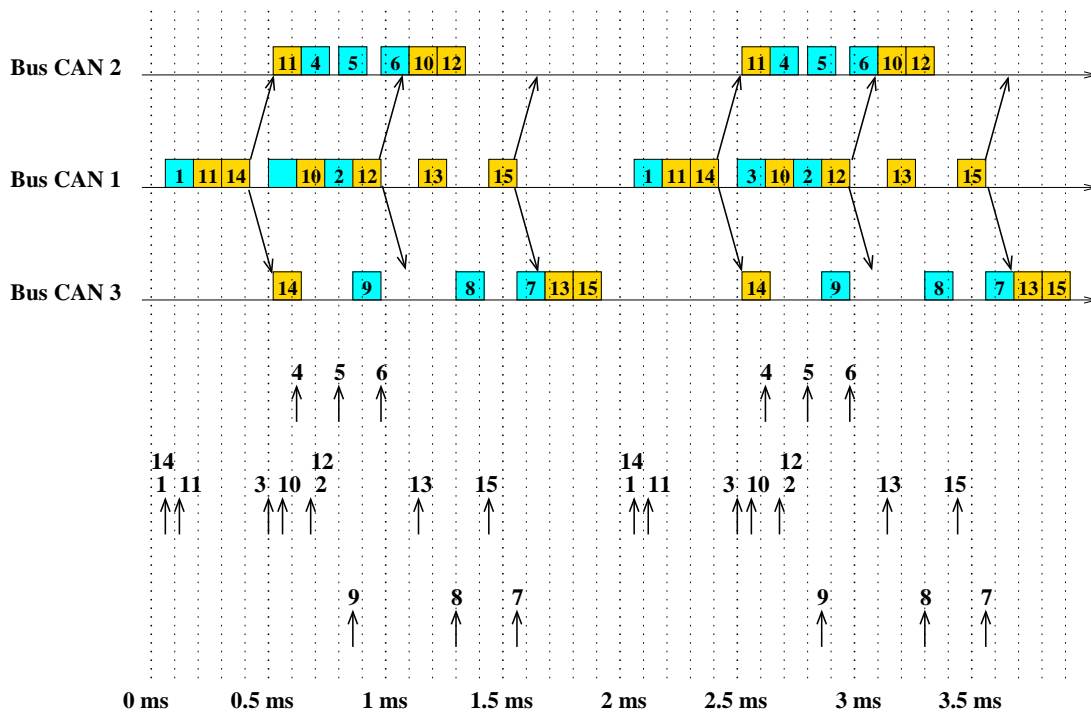 Bus CAN 2
11 4 5 6 10 12 11 4 5 6 10 12
Bus CAN 1
1 11 14 10 2 12 13 15 1 11 14 3 10 2 12 13 15
Bus CAN 3
14 9 8 7 13 15 14 9 8 7 13 15
4 5 6 4 5 6
14 12 14 12
1 11 3 10 2 13 15 1 11 3 10 2 13 15
9 8 7 9 8 7
0 ms 0.5 ms 1 ms 1.5 ms 2 ms 2.5 ms 3 ms 3.5 ms